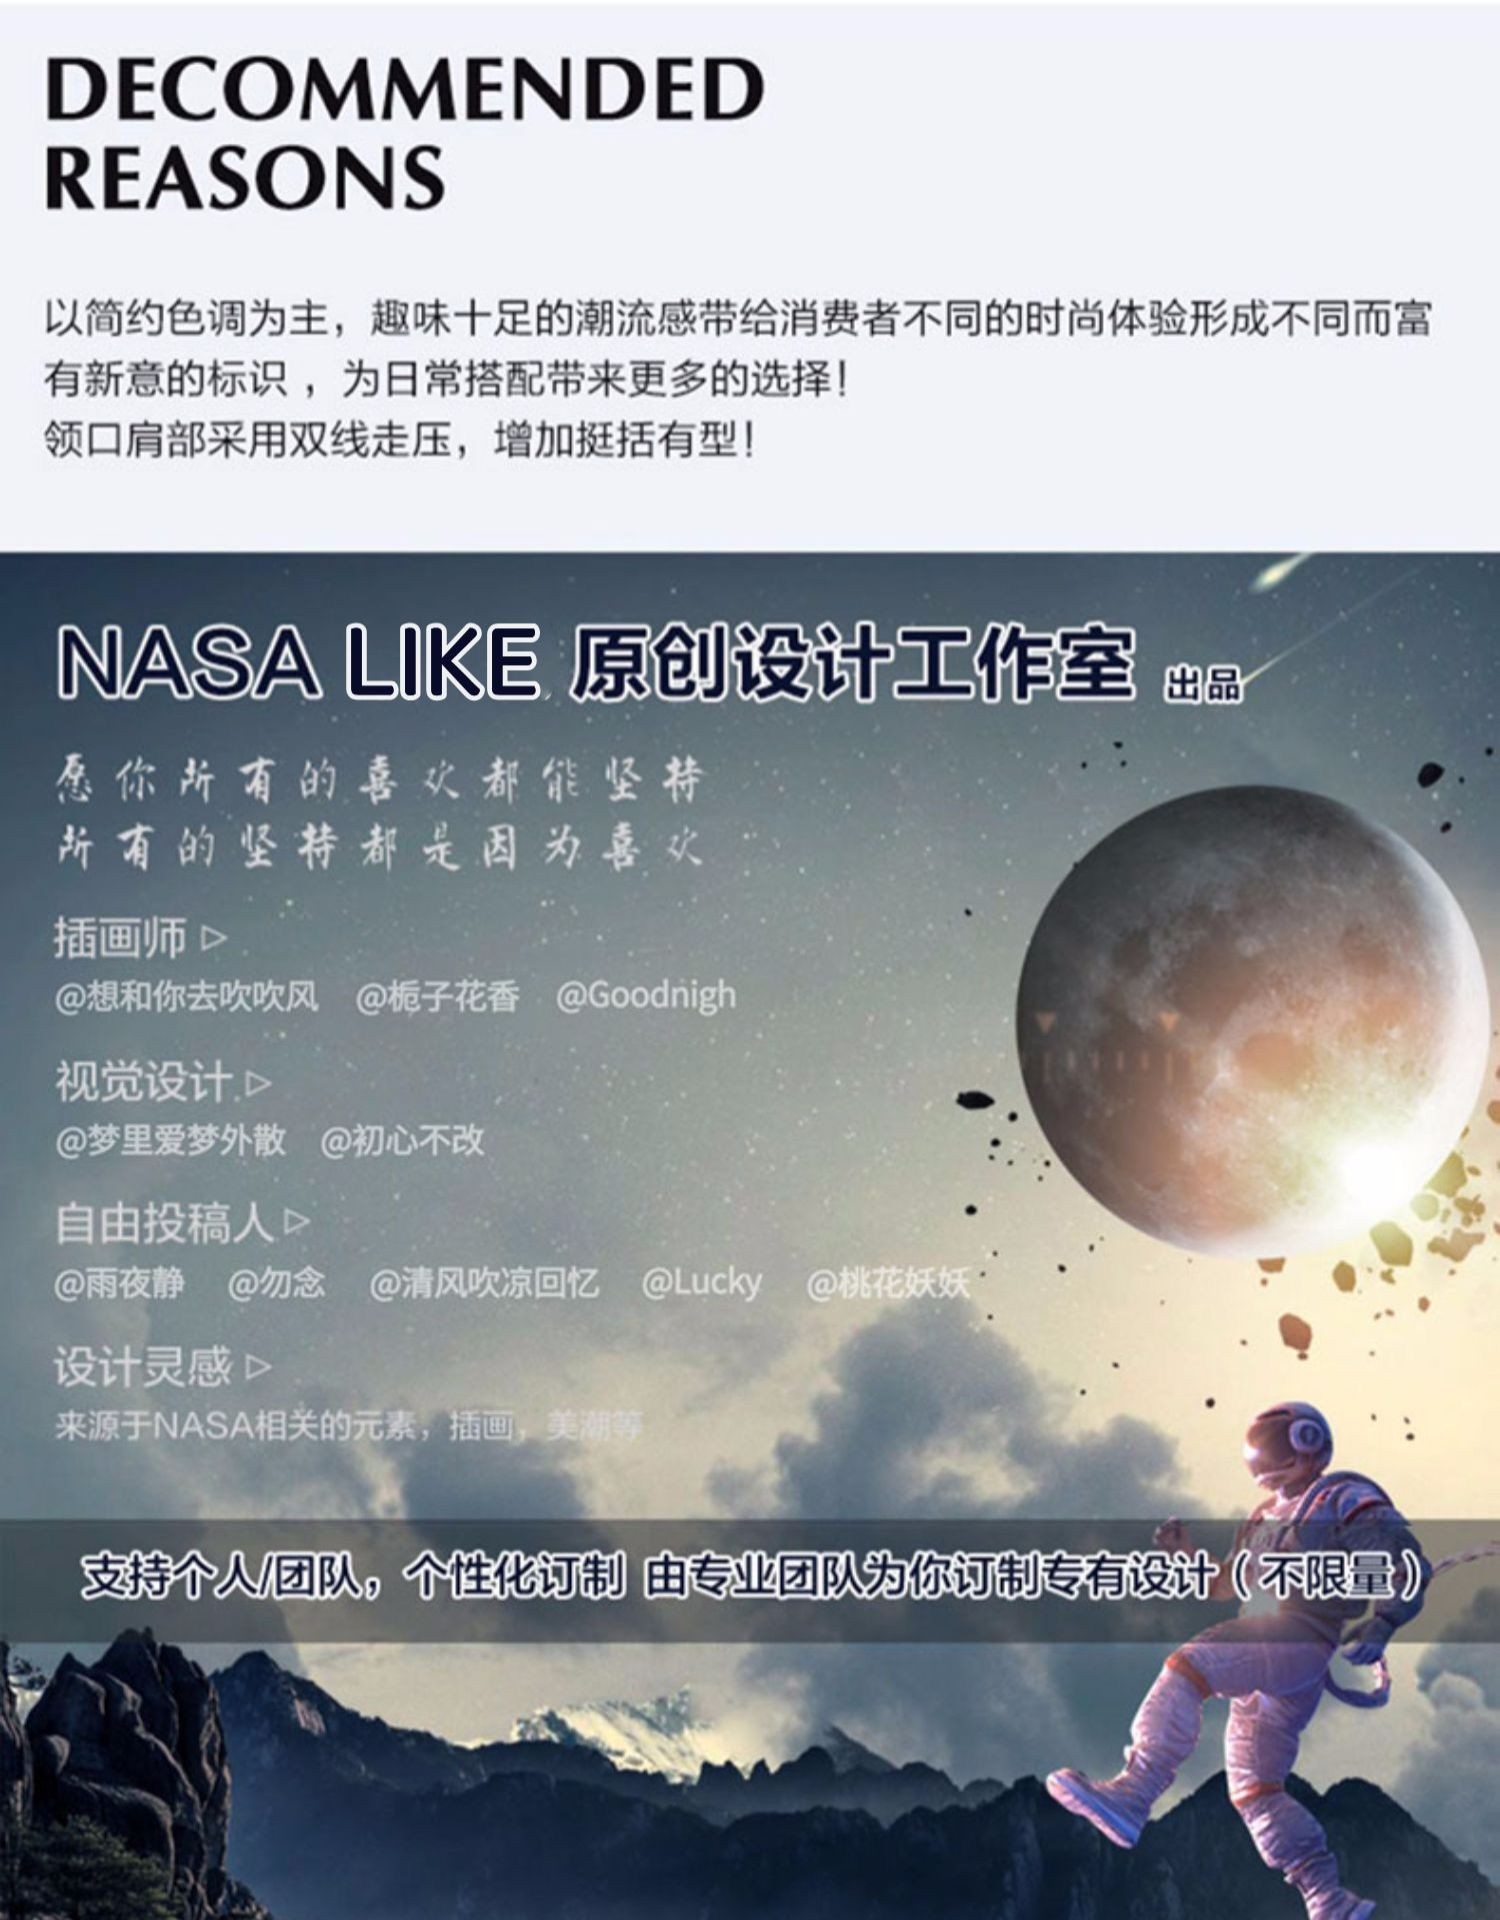 DECOMMENDED
REASONS
以简约色调为主，趣味十足的潮流感带给消费者不同的时尚体验形成不同而富
有新意的标识 ，为日常搭配带来更多的选择！
领口肩部采用双线走压，增加挺括有型！
NASA LIKE 原创设计工作室 出品
愿你所有的喜欢都能坚持
所有的坚持都是因为喜欢
插画师 ▷
@想和你去吹吹风 @栀子花香 @Goodnigh
视觉设计 ▷
@梦里爱梦外散 @初心不改
自由投稿人 ▷
@雨夜静 @勿念 @清风吹凉回忆 @Lucky @桃花妖妖
设计灵感 ▷
来源于NASA相关的元素，插画，美潮等
支持个人/团队，个性化订制 由专业团队为你订制专有设计（不限量）